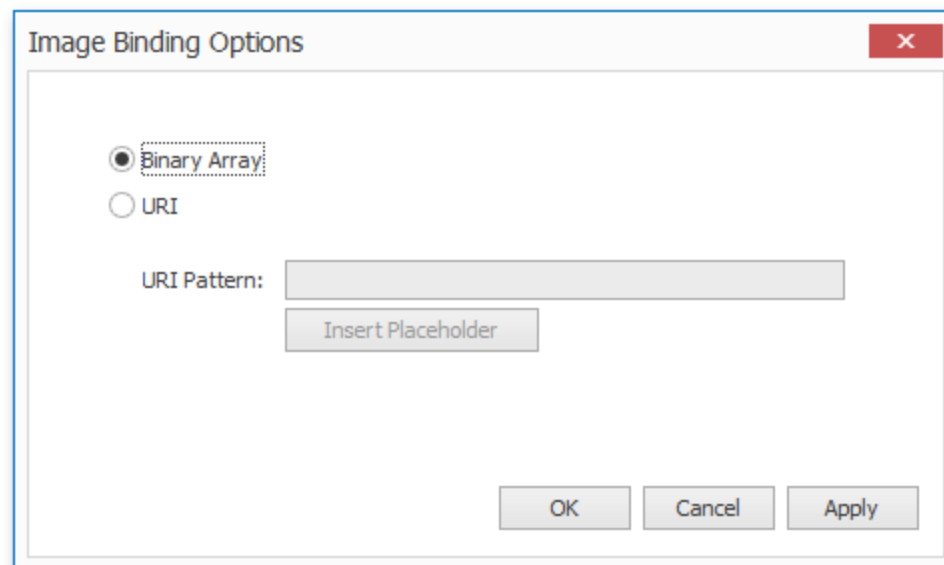 Image Binding Options
Binary Array
URI
URI Pattern:
Insert Placeholder
OK Cancel Apply